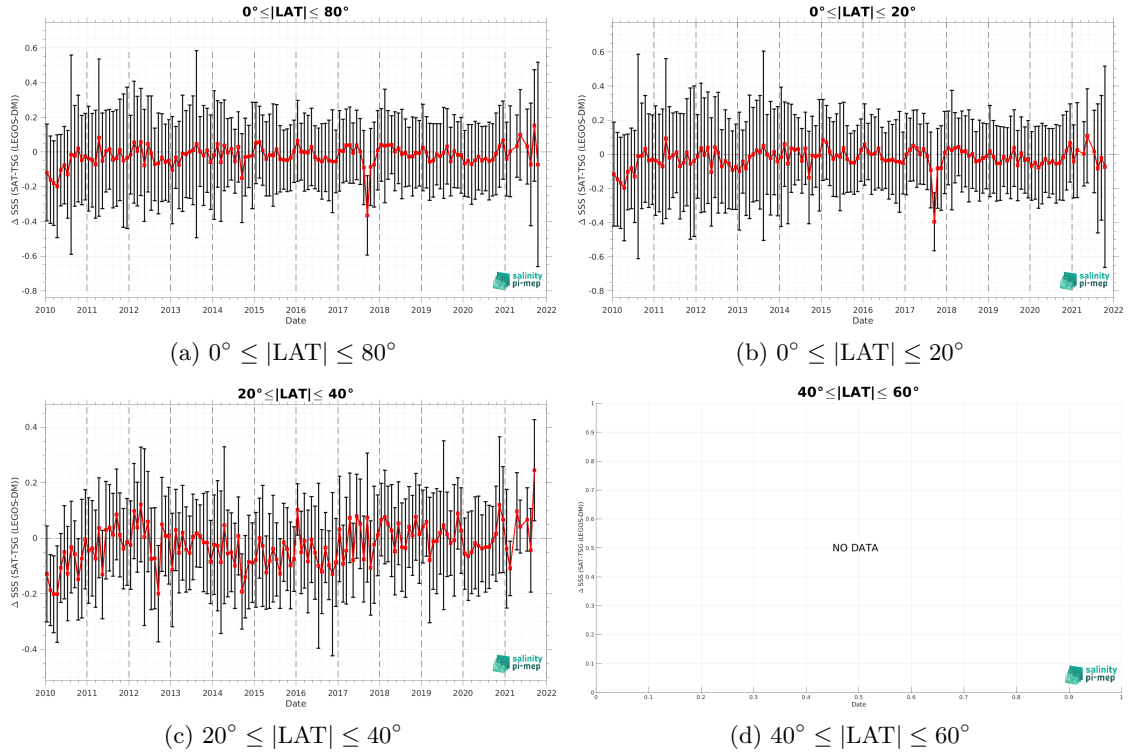 0°≤|LAT|≤ 80°
Δ SSS (SAT-TSG (LEGOS-DM))
0.6
0.4
0.2
0
-0.2
-0.4
-0.6
-0.8
2010 2011 2012 2013 2014 2015 2016 2017 2018 2019 2020 2021 2022
Date
salinity
pi-mep
(a) 0° ≤ |LAT| ≤ 80°
0°≤|LAT|≤ 20°
Δ SSS (SAT-TSG (LEGOS-DM))
0.6
0.4
0.2
0
-0.2
-0.4
-0.6
-0.8
2010 2011 2012 2013 2014 2015 2016 2017 2018 2019 2020 2021 2022
Date
salinity
pi-mep
(b) 0° ≤ |LAT| ≤ 20°
20°≤|LAT|≤ 40°
Δ SSS (SAT-TSG (LEGOS-DM))
0.4
0.2
0
-0.2
-0.4
2010 2011 2012 2013 2014 2015 2016 2017 2018 2019 2020 2021 2022
Date
salinity
pi-mep
(c) 20° ≤ |LAT| ≤ 40°
40°≤|LAT|≤ 60°
Δ SSS (SAT-TSG (LEGOS-DM))
1
0.9
0.8
0.7
0.6
0.5
0.4
0.3
0.2
0.1
0
NO DATA
0 0.1 0.2 0.3 0.4 0.5 0.6 0.7 0.8 0.9 1
Date
salinity
pi-mep
(d) 40° ≤ |LAT| ≤ 60°